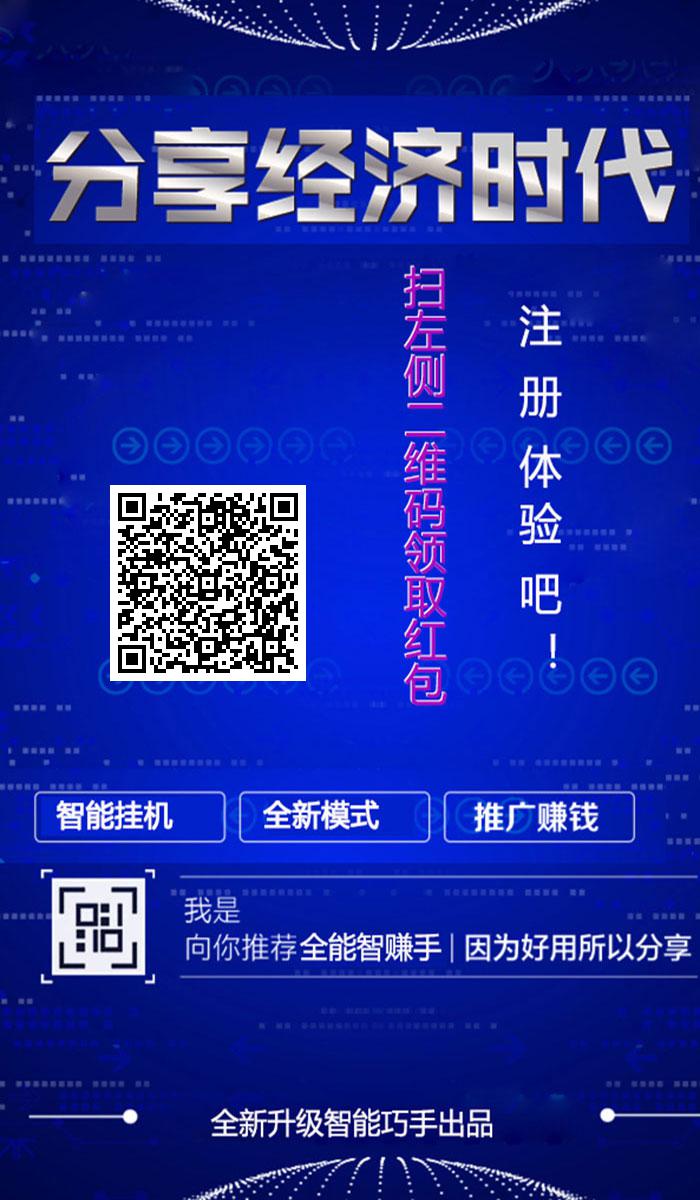 分享经济时代
扫左侧二维码领取红包
注册体验吧！
智能挂机
全新模式
推广赚钱
我是
向你推荐全能智赚手|因为好用所以分享
全新升级智能巧手出品